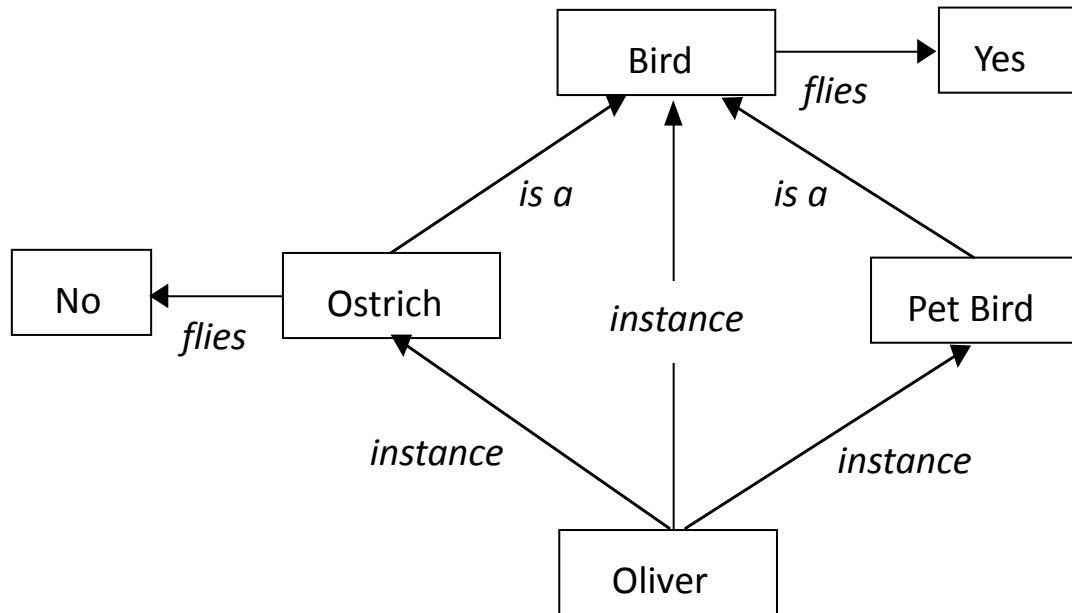 Bird
Yes
flies
is a
is a
No
Ostrich
Pet Bird
flies
instance
instance
instance
Oliver